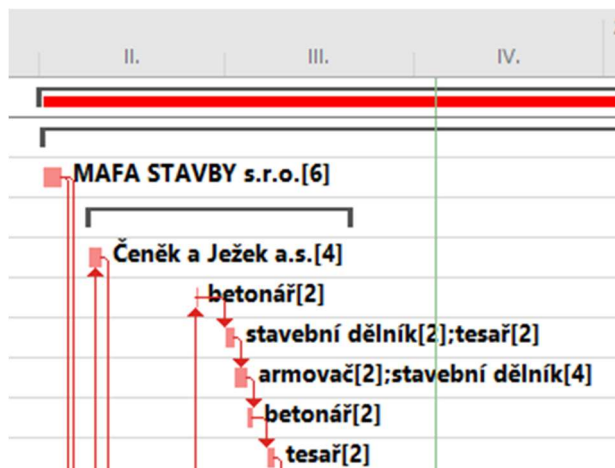 II. III. IV.
MAFA STAVBY s.r.o.[6]
Čeněk a Ježek a.s.[4]
betonář[2]
stavební dělník[2];tesař[2]
armovač[2];stavební dělník[4]
betonář[2]
tesař[2]